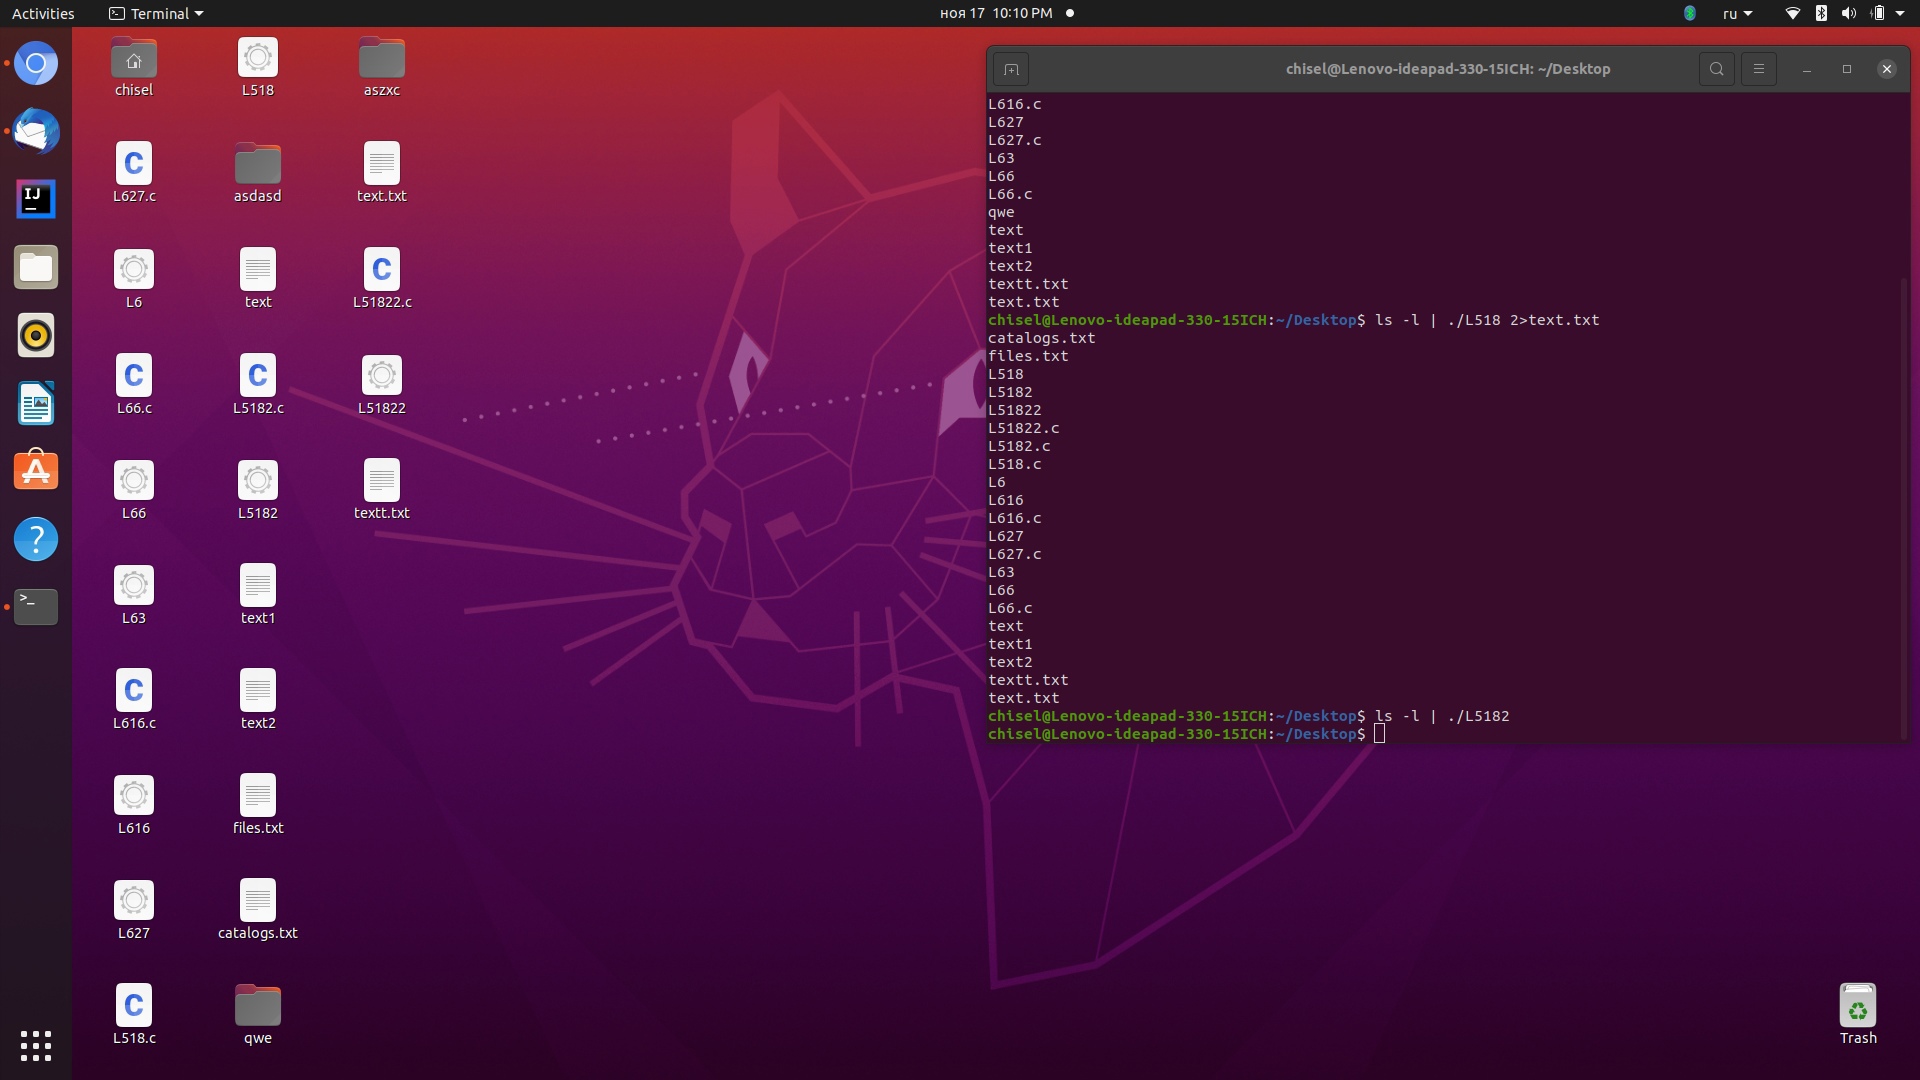 Activities
Terminal
ноя 17 10:10 PM
ru
chisel
L518
aszxc
L627.c
asdasd
text.txt
L6
text
L51822.c
L66.c
L5182.c
L51822
L66
L5182
textt.txt
L63
text1
L616.c
text2
L616
files.txt
L627
catalogs.txt
L518.c
qwe
Trash
chisel@Lenovo-ideapad-330-15ICH: ~/Desktop
L616.c
L627
L627.c
L63
L66
L66.c
qwe
text
text1
text2
textt.txt
text.txt
chisel@Lenovo-ideapad-330-15ICH:~/Desktop$ ls -l | ./L518 2>text.txt
catalogs.txt
files.txt
L518
L5182
L51822
L51822.c
L5182.c
L518.c
L6
L616
L616.c
L627
L627.c
L63
L66
L66.c
text
text1
text2
textt.txt
text.txt
chisel@Lenovo-ideapad-330-15ICH:~/Desktop$ ls -l | ./L5182
chisel@Lenovo-ideapad-330-15ICH:~/Desktop$